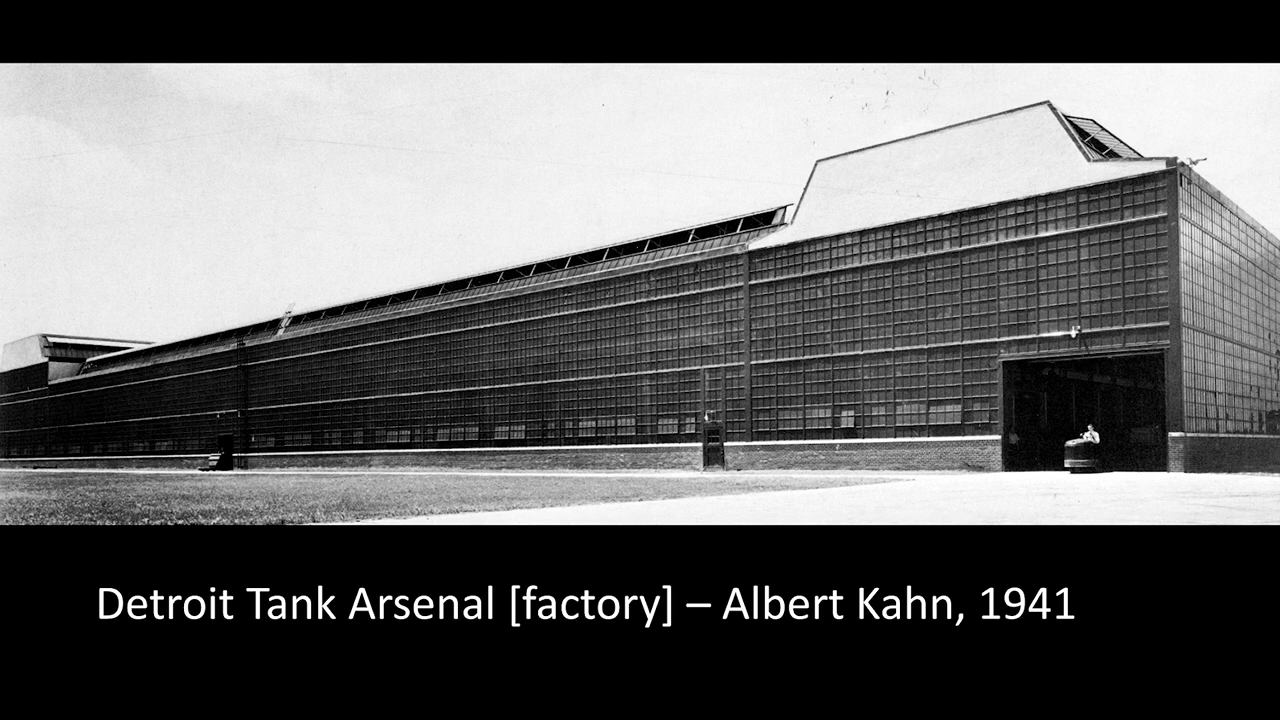 Detroit Tank Arsenal [factory] – Albert Kahn, 1941